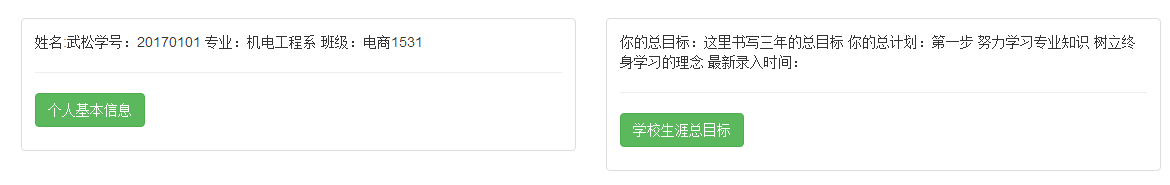 姓名:武松学号：20170101 专业：机电工程系 班级：电商1531
个人基本信息
你的总目标：这里书写三年的总目标 你的总计划：第一步 努力学习专业知识 树立终
身学习的理念 最新录入时间：
学校生涯总目标